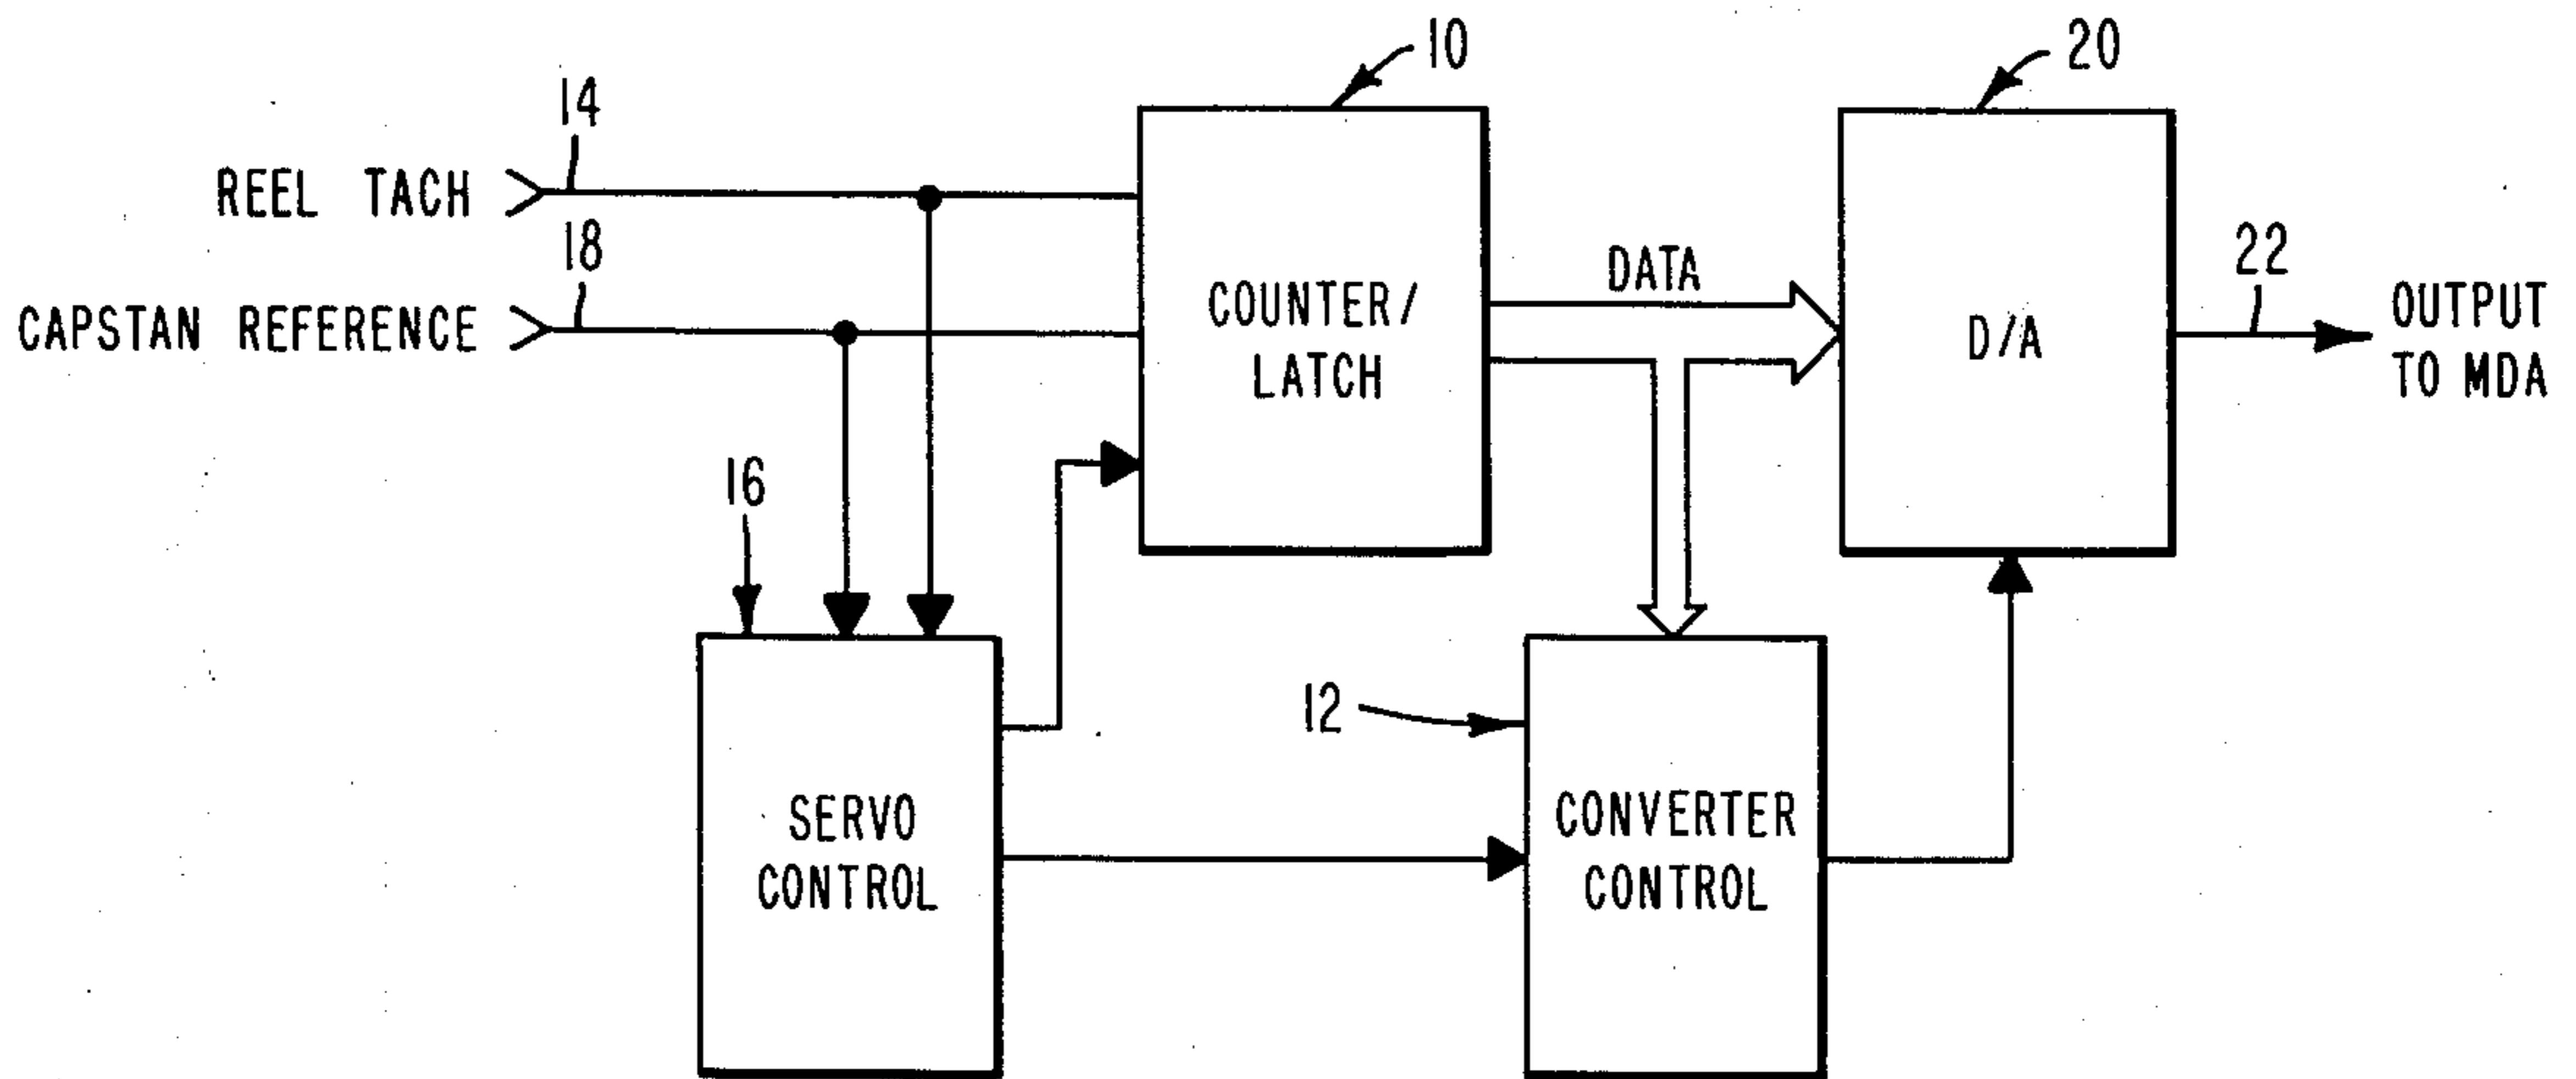 10
20
14
REEL TACH
18
CAPSTAN REFERENCE
COUNTER/
LATCH
DATA
D/A
22
OUTPUT
TO MDA
16
12
SERVO
CONTROL
CONVERTER
CONTROL